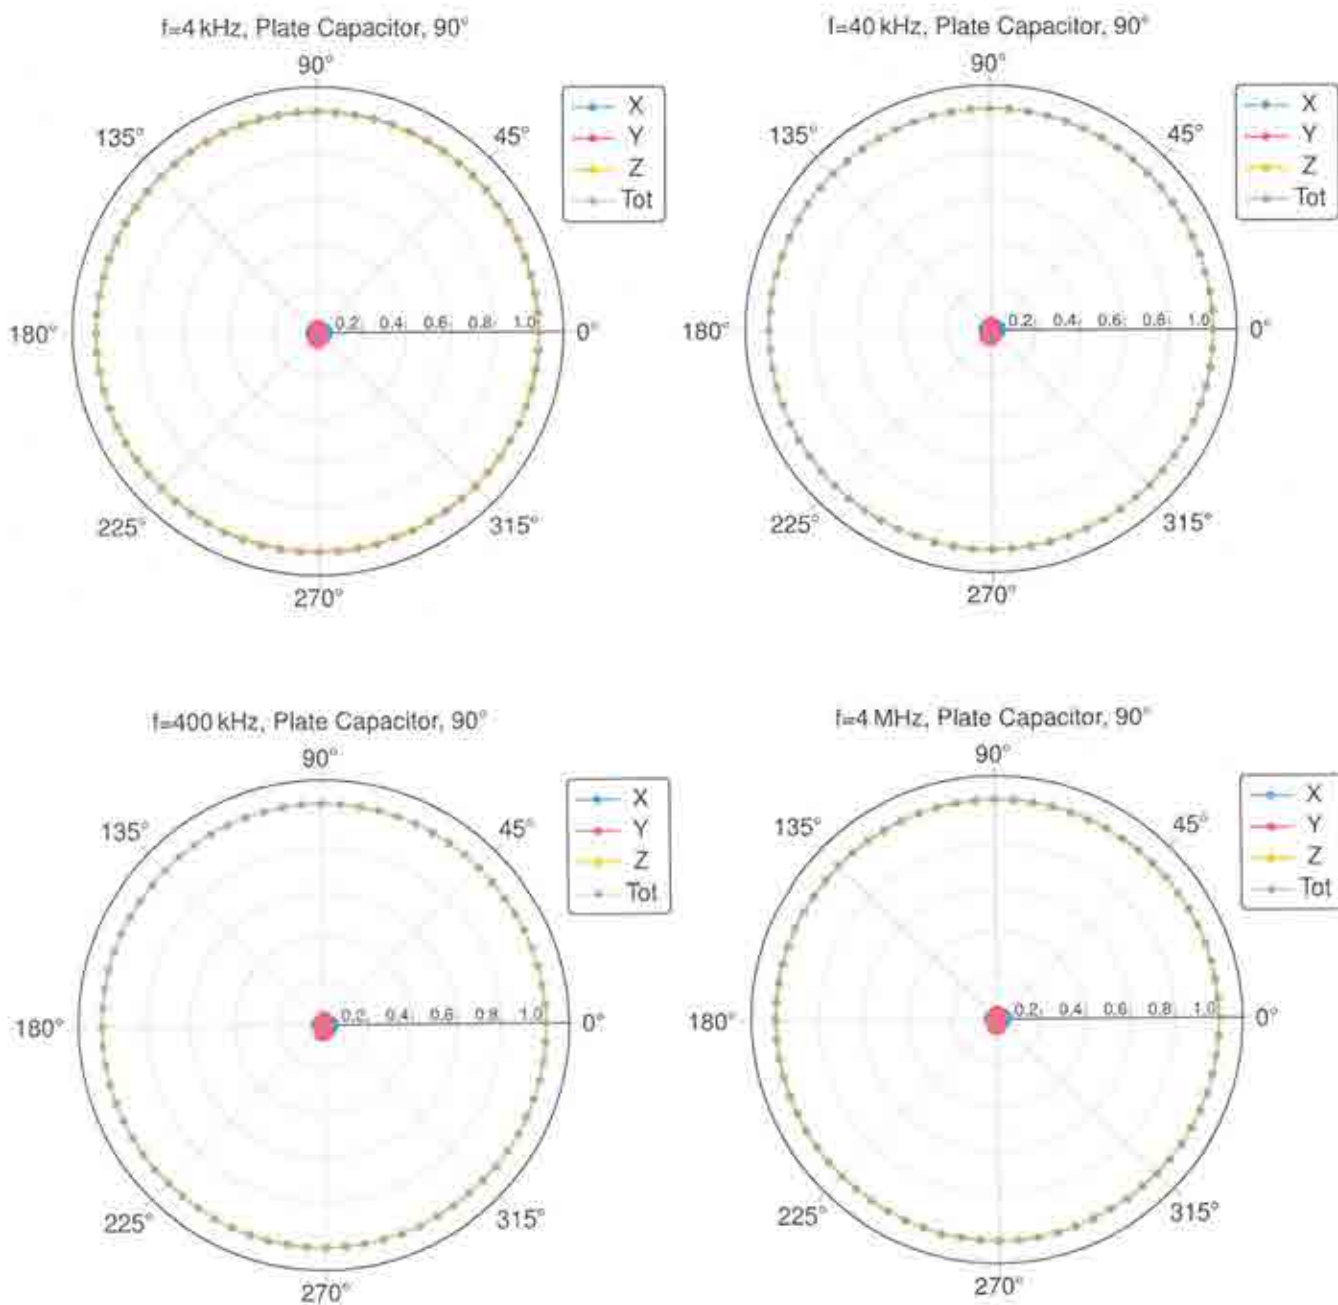 f=4 kHz, Plate Capacitor, 90°
90°
135°
45°
180°
0.2 0.4 0.6 0.8 1.0
0°
225°
315°
270°
X
Y
Z
Tot
f=40 kHz, Plate Capacitor, 90°
90°
135°
45°
180°
0.2 0.4 0.6 0.8 1.0
0°
225°
315°
270°
X
Y
Z
Tot
f=400 kHz, Plate Capacitor, 90°
90°
135°
45°
180°
0.2 0.4 0.6 0.8 1.0
0°
225°
315°
270°
X
Y
Z
Tot
f=4 MHz, Plate Capacitor, 90°
90°
135°
45°
180°
0.2 0.4 0.6 0.8 1.0
0°
225°
315°
270°
X
Y
Z
Tot